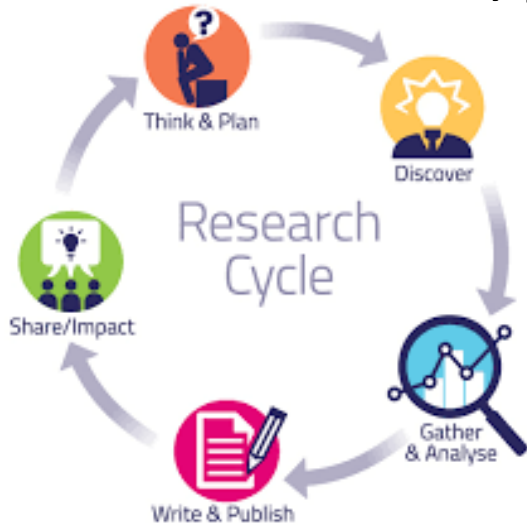 ?
Think & Plan
Discover
Research
Cycle
Share/Impact
Gather
& Analyse
Write & Publish